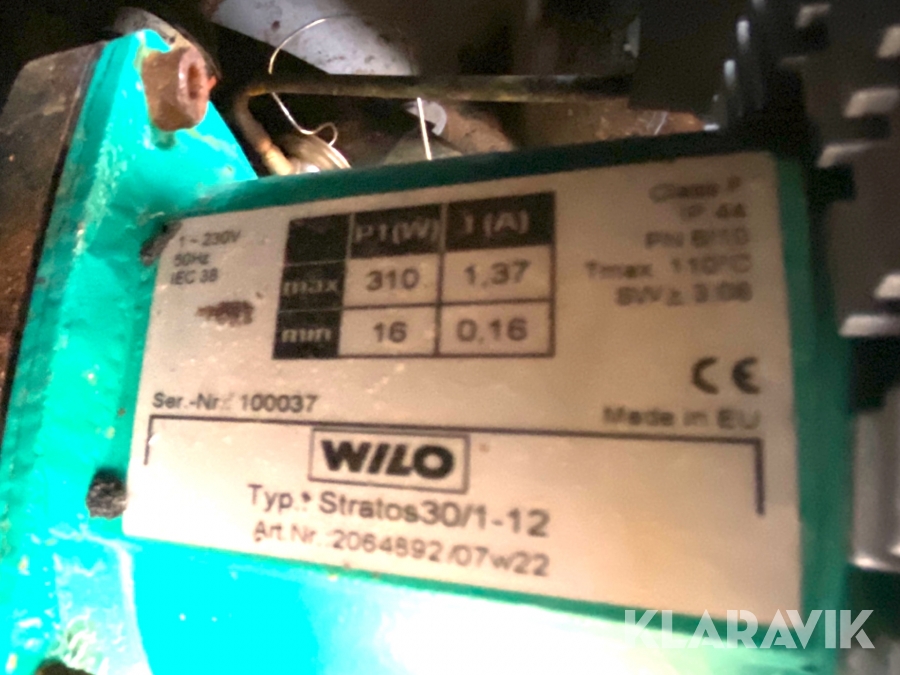 1 ~ 230V
50Hz
IEC 38
P1(W) I (A)
max 310 1,37
min 16 0,16
Class F
IP 44
PN 6/10
Tmax 110°C
Ser.-Nr.: 100037
CE
Made in EU
WILO
Typ.: Stratos30/1-12
Art.Nr.:2064892/07w22
KLARAVIK